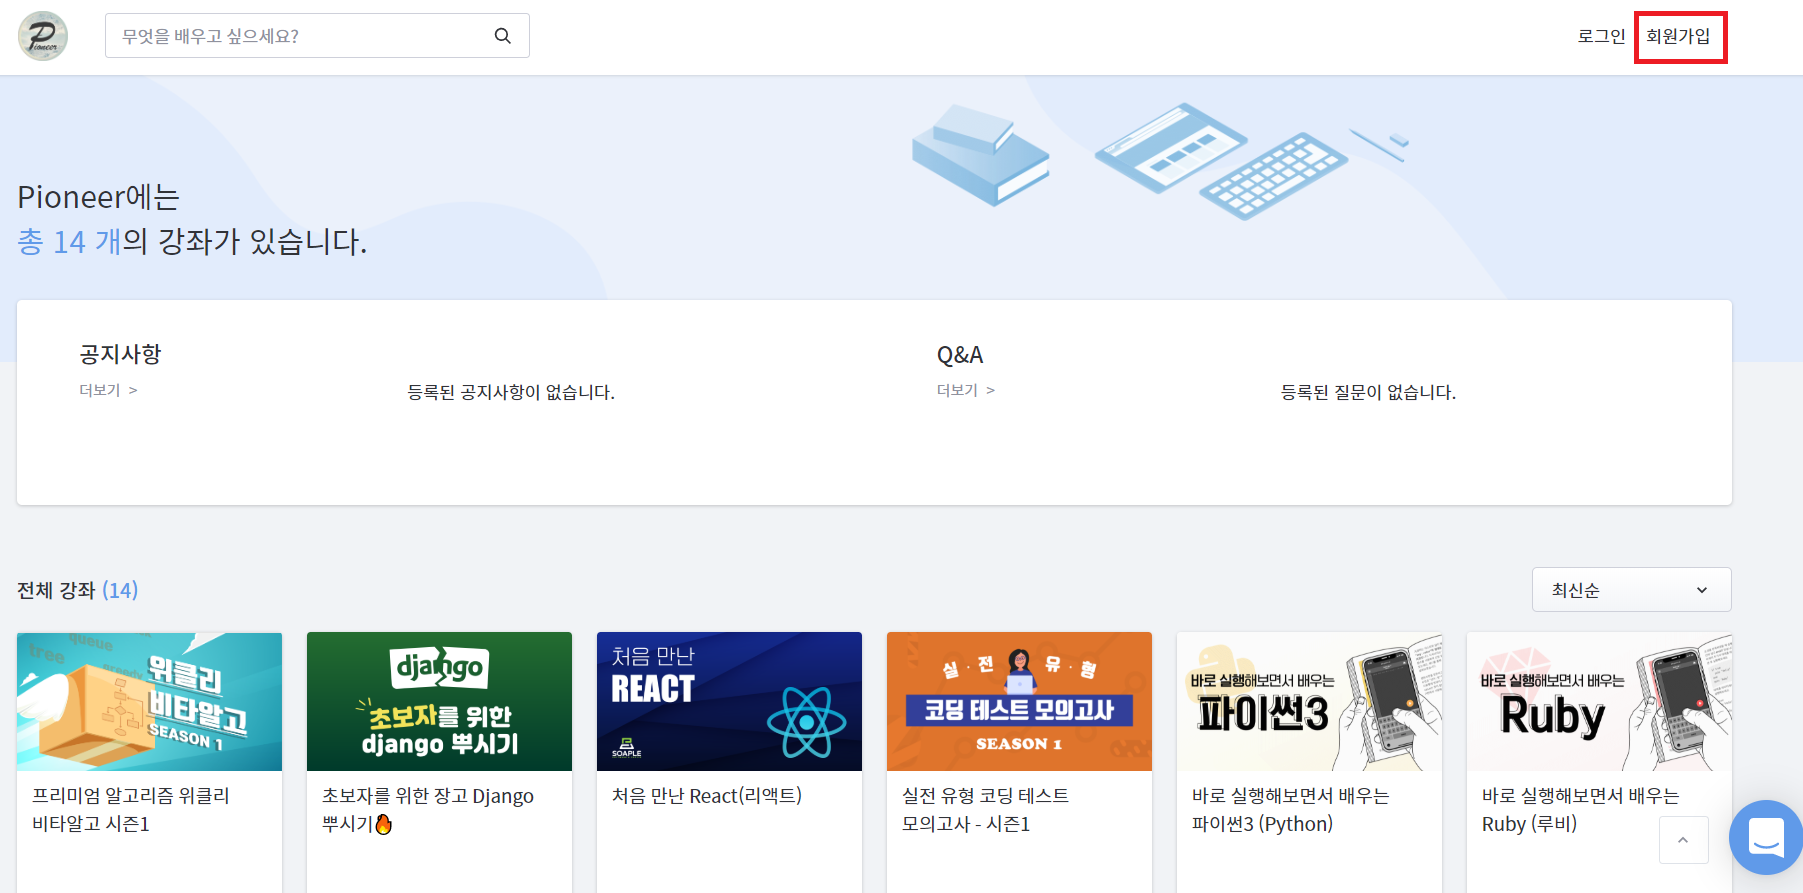 Pioneer
무엇을 배우고 싶으세요?
로그인
회원가입
Pioneer에는
총 14 개의 강좌가 있습니다.
공지사항
더보기 >
등록된 공지사항이 없습니다.
Q&A
더보기 >
등록된 질문이 없습니다.
전체 강좌 (14)
최신순
queue
tree
greedy
위클리
비타알고
SEASON 1
프리미엄 알고리즘 위클리
비타알고 시즌1
django
초보자를 위한
django 뿌시기
초보자를 위한 장고 Django
뿌시기🔥
처음 만난
REACT
SOAPLE
처음 만난 React(리액트)
실·전 유·형
코딩 테스트 모의고사
SEASON 1
실전 유형 코딩 테스트
모의고사 - 시즌1
바로 실행해보면서 배우는
파이썬3
바로 실행해보면서 배우는
파이썬3 (Python)
바로 실행해보면서 배우는
Ruby
바로 실행해보면서 배우는
Ruby (루비)